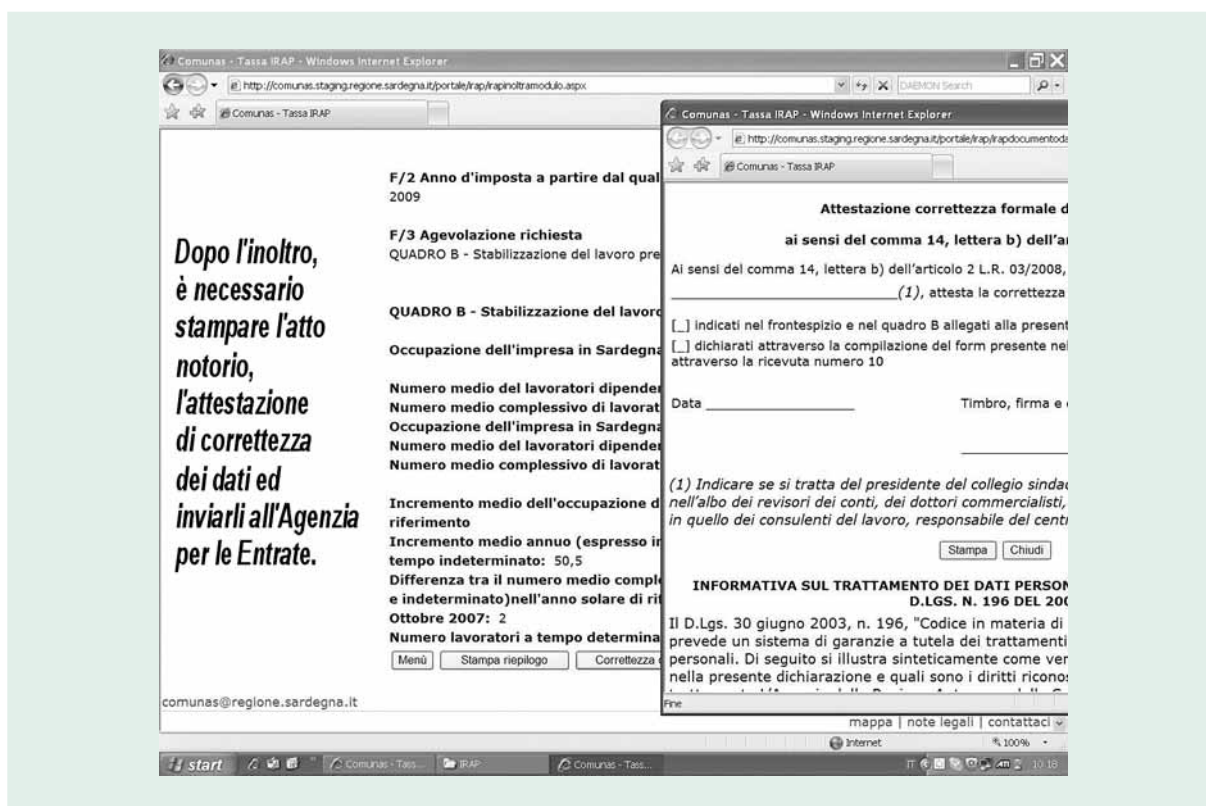 Comunas - Tassa IRAP - Windows Internet Explorer
http://comunas.staging.regione.sardegna.it/portale/irap/irapinoltramodulo.aspx
DAEMON Search
Comunas - Tassa IRAP
Dopo l'inoltro,
è necessario
stampare l'atto
notorio,
l'attestazione
di correttezza
dei dati ed
inviarli all'Agenzia
per le Entrate.
F/2 Anno d'imposta a partire dal qual
2009
F/3 Agevolazione richiesta
QUADRO B - Stabilizzazione del lavoro pre
QUADRO B - Stabilizzazione del lavoro
Occupazione dell'impresa in Sardegna
Numero medio del lavoratori dipender
Numero medio complessivo di lavorat
Occupazione dell'impresa in Sardegna
Numero medio del lavoratori dipender
Numero medio complessivo di lavorat
Incremento medio dell'occupazione d
riferimento
Incremento medio annuo (espresso in
tempo indeterminato: 50,5
Differenza tra il numero medio comple
e indeterminato)nell'anno solare di rif
Ottobre 2007: 2
Numero lavoratori a tempo determina
Menù Stampa riepilogo Correttezza
comunas@regione.sardegna.it
Comunas - Tassa IRAP - Windows Internet Explorer
http://comunas.staging.regione.sardegna.it/portale/irap/irapdocumentoda
Comunas - Tassa IRAP
Attestazione correttezza formale d
ai sensi del comma 14, lettera b) dell'a
Ai sensi del comma 14, lettera b) dell'articolo 2 L.R. 03/2008,
(1), attesta la correttezza
[_] indicati nel frontespizio e nel quadro B allegati alla present
[_] dichiarati attraverso la compilazione del form presente nel
attraverso la ricevuta numero 10
Data Timbro, firma e
(1) Indicare se si tratta del presidente del collegio sindac
nell'albo dei revisori dei conti, dei dottori commercialisti,
in quello dei consulenti del lavoro, responsabile del centr
Stampa Chiudi
INFORMATIVA SUL TRATTAMENTO DEI DATI PERSON
D.LGS. N. 196 DEL 200
Il D.Lgs. 30 giugno 2003, n. 196, "Codice in materia di
prevede un sistema di garanzie a tutela dei trattamenti
personali. Di seguito si illustra sinteticamente come ver
nella presente dichiarazione e quali sono i diritti riconos
Fine
mappa | note legali | contattaci
Internet 100%
start Comunas - Tass... IRAP Comunas - Tass... IT 10.18